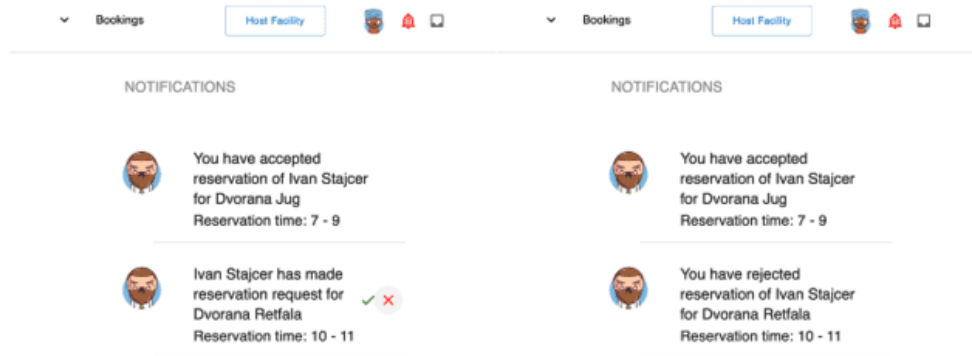 Bookings
Host Facility
NOTIFICATIONS
You have accepted
reservation of Ivan Stajcer
for Dvorana Jug
Reservation time: 7 - 9
Ivan Stajcer has made
reservation request for
Dvorana Retfala
Reservation time: 10 - 11
Bookings
Host Facility
NOTIFICATIONS
You have accepted
reservation of Ivan Stajcer
for Dvorana Jug
Reservation time: 7 - 9
You have rejected
reservation of Ivan Stajcer
for Dvorana Retfala
Reservation time: 10 - 11